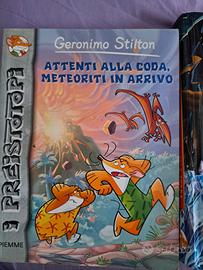 Geronimo Stilton
ATTENTI ALLA CODA,
METEORITI IN ARRIVO
I PREISTOTOPI
PIEMME